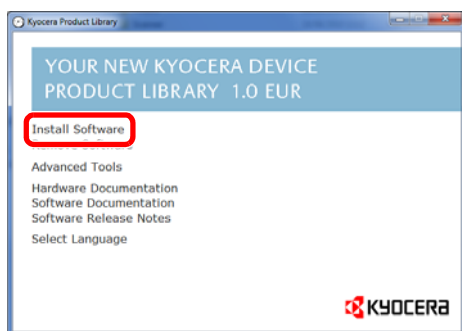 Kyocera Product Library
YOUR NEW KYOCERA DEVICE
PRODUCT LIBRARY 1.0 EUR
Install Software
Advanced Tools
Hardware Documentation
Software Documentation
Software Release Notes
Select Language
KYOCERA